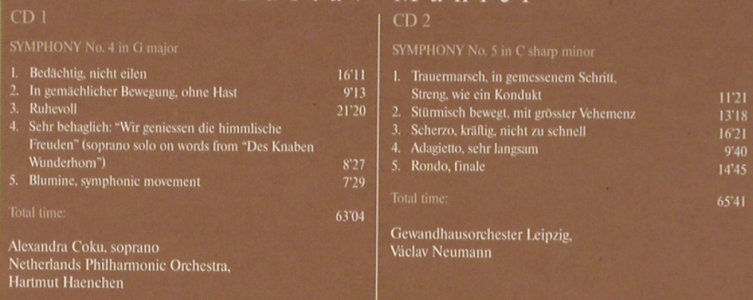 CD 1
SYMPHONY No. 4 in G major
1. Bedächtig, nicht eilen 16'11
2. In gemächlicher Bewegung, ohne Hast 9'13
3. Ruhevoll 21'20
4. Sehr behaglich: “Wir geniessen die himmlische
Freuden” (soprano solo on words from “Des Knaben
Wunderhorn”) 8'27
5. Blumine, symphonic movement 7'29
Total time: 63'04
Alexandra Coku, soprano
Netherlands Philharmonic Orchestra,
Hartmut Haenchen
CD 2
SYMPHONY No. 5 in C sharp minor
1. Trauermarsch, in gemessenem Schritt,
Streng, wie ein Kondukt 11'21
2. Stürmisch bewegt, mit grösster Vehemenz 13'18
3. Scherzo, kräftig, nicht zu schnell 16'21
4. Adagietto, sehr langsam 9'40
5. Rondo, finale 14'45
Total time: 65'41
Gewandhausorchester Leipzig,
Václav Neumann